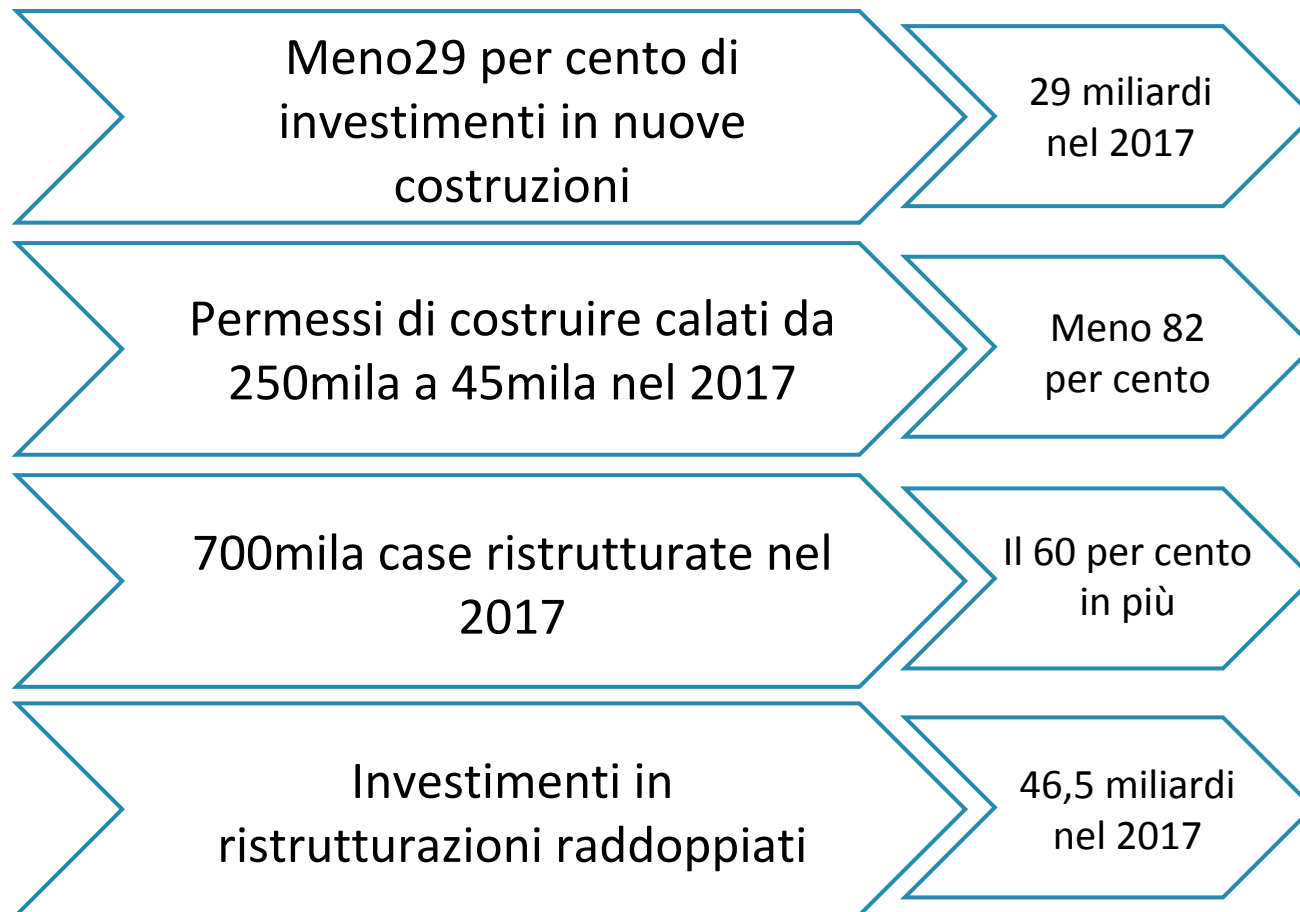 Meno29 per cento di
investimenti in nuove
costruzioni
29 miliardi
nel 2017
Permessi di costruire calati da
250mila a 45mila nel 2017
Meno 82
per cento
700mila case ristrutturate nel
2017
Il 60 per cento
in più
Investimenti in
ristrutturazioni raddoppiati
46,5 miliardi
nel 2017